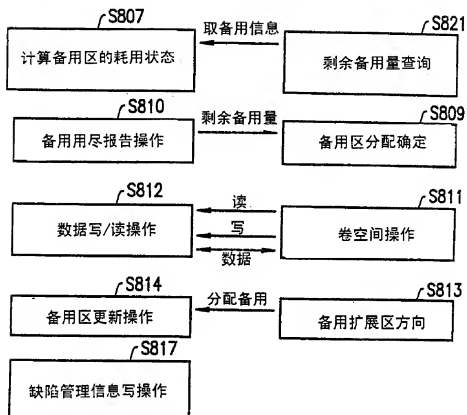 S807
取备用信息
S821
计算备用区的耗用状态
剩余备用量查询
S810
剩余备用量
S809
备用用尽报告操作
备用区分配确定
S812
读
S811
数据写/读操作
写
卷空间操作
数据
S814
分配备用
S813
备用区更新操作
备用扩展区方向
S817
缺陷管理信息写操作